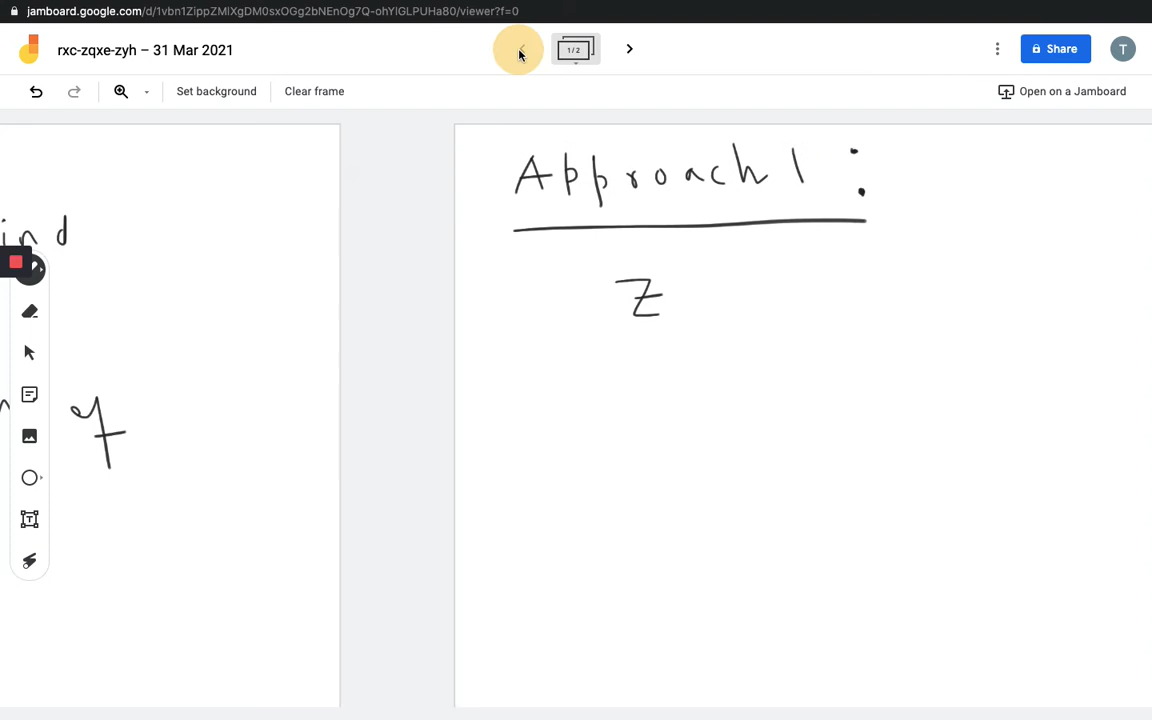 jamboard.google.com/d/1vbn1ZippZMlXgDM0sxOGg2bNEnOg7Q-ohYlGLPUHa80/viewer?f=0
rxc-zqxe-zyh – 31 Mar 2021
1/2
Share
T
Set background
Clear frame
Open on a Jamboard
ind
Approach 1 :
Z